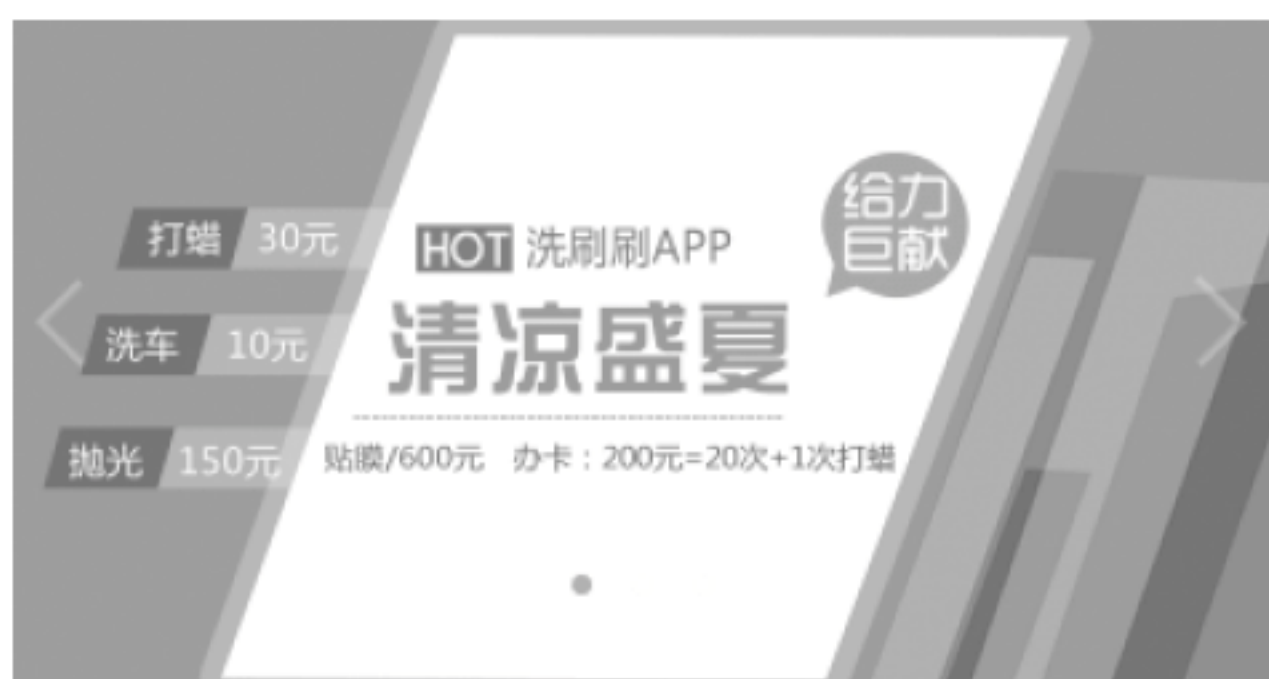 给力
巨献
HOT 洗刷刷APP
清凉盛夏
打蜡 30元
洗车 10元
抛光 150元
贴膜/600元 办卡：200元=20次+1次打蜡